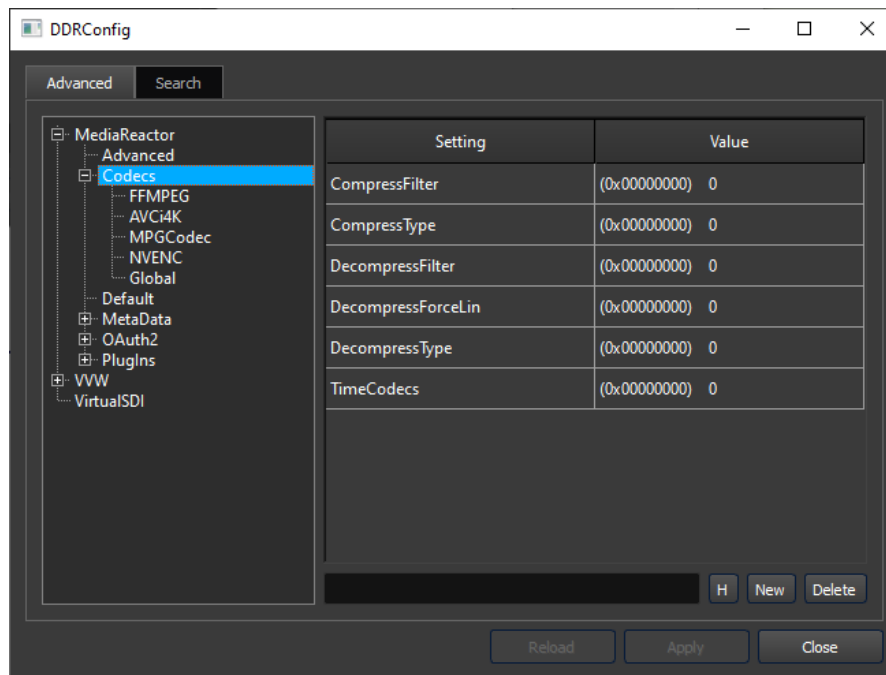 DDRConfig
Advanced Search
MediaReactor
Advanced
Codecs
FFMPEG
AVCi4K
MPGCodec
NVENC
Global
Default
MetaData
OAuth2
PlugIns
VVW
VirtualSDI
Setting Value
CompressFilter (0x00000000) 0
CompressType (0x00000000) 0
DecompressFilter (0x00000000) 0
DecompressForceLin (0x00000000) 0
DecompressType (0x00000000) 0
TimeCodecs (0x00000000) 0
H New Delete
Reload Apply Close